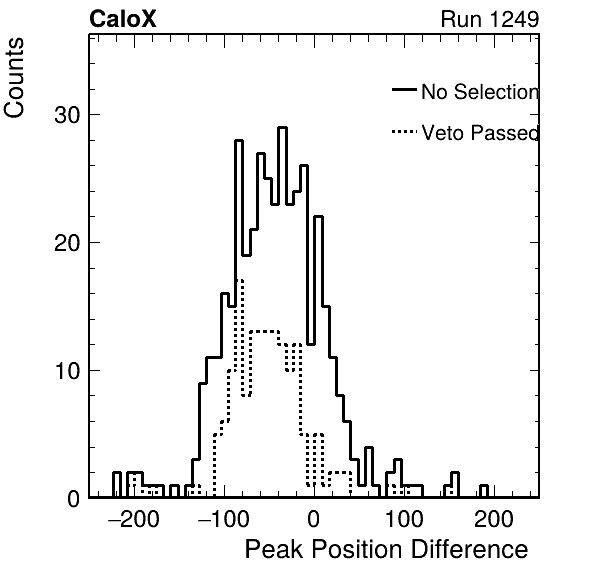 CaloX Run 1249
Counts
No Selection
Veto Passed
30
20
10
0
−200 −100 0 100 200
Peak Position Difference